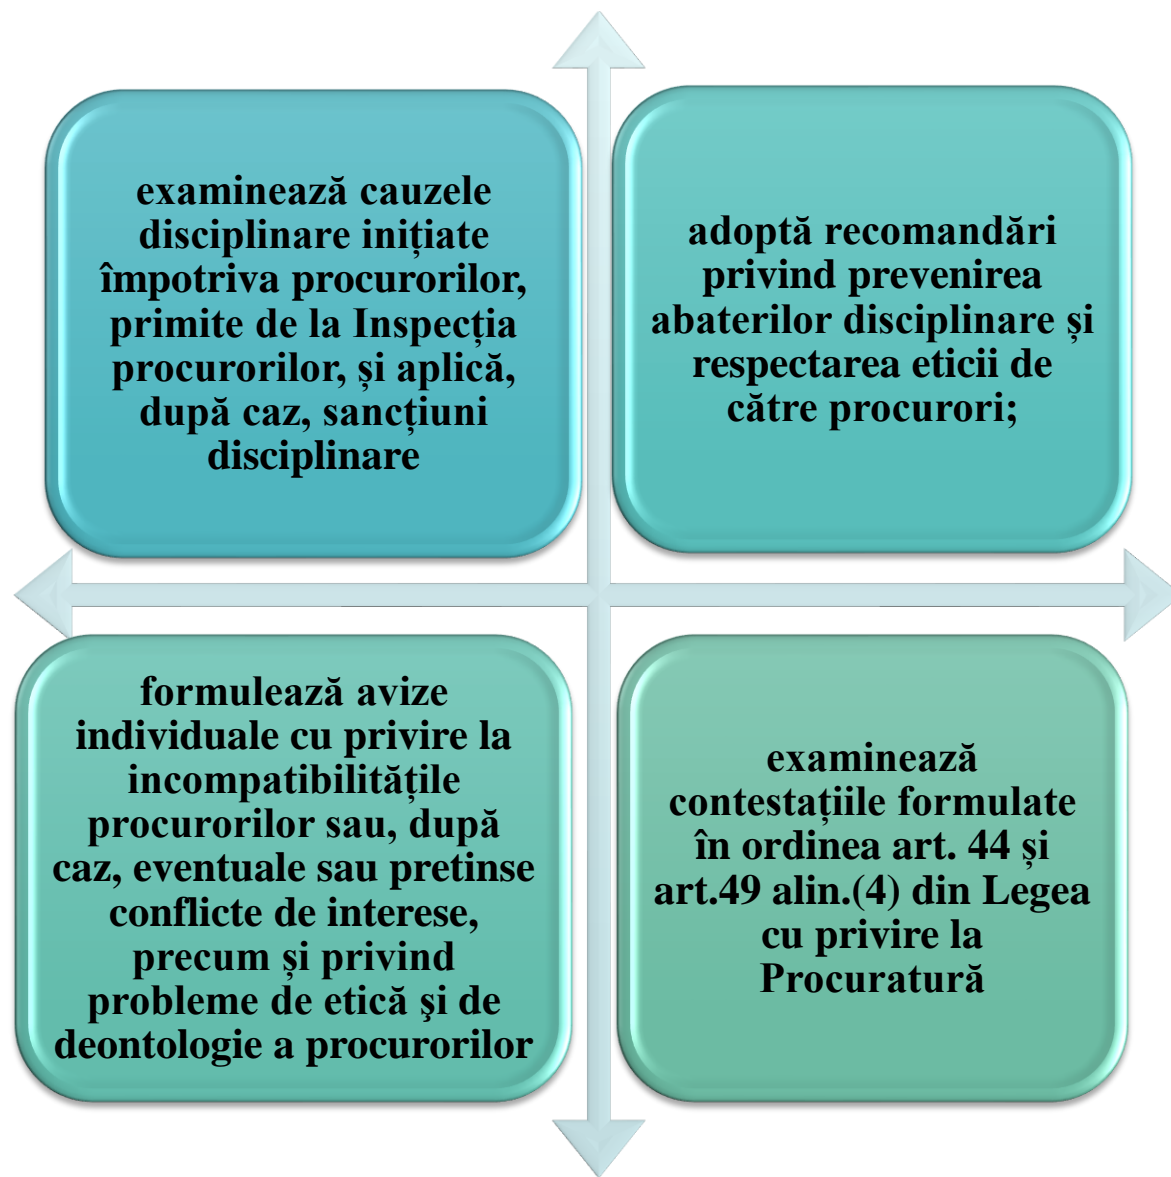 examinează cauzele
disciplinare inițiate
împotriva procurorilor,
primite de la Inspecția
procurorilor, și aplică,
după caz, sancțiuni
disciplinare
adoptă recomandări
privind prevenirea
abaterilor disciplinare și
respectarea eticii de
către procurori;
formulează avize
individuale cu privire la
incompatibilitățile
procurorilor sau, după
caz, eventuale sau pretinse
conflicte de interese,
precum și privind
probleme de etică şi de
deontologie a procurorilor
examinează
contestațiile formulate
în ordinea art. 44 și
art.49 alin.(4) din Legea
cu privire la
Procuratură